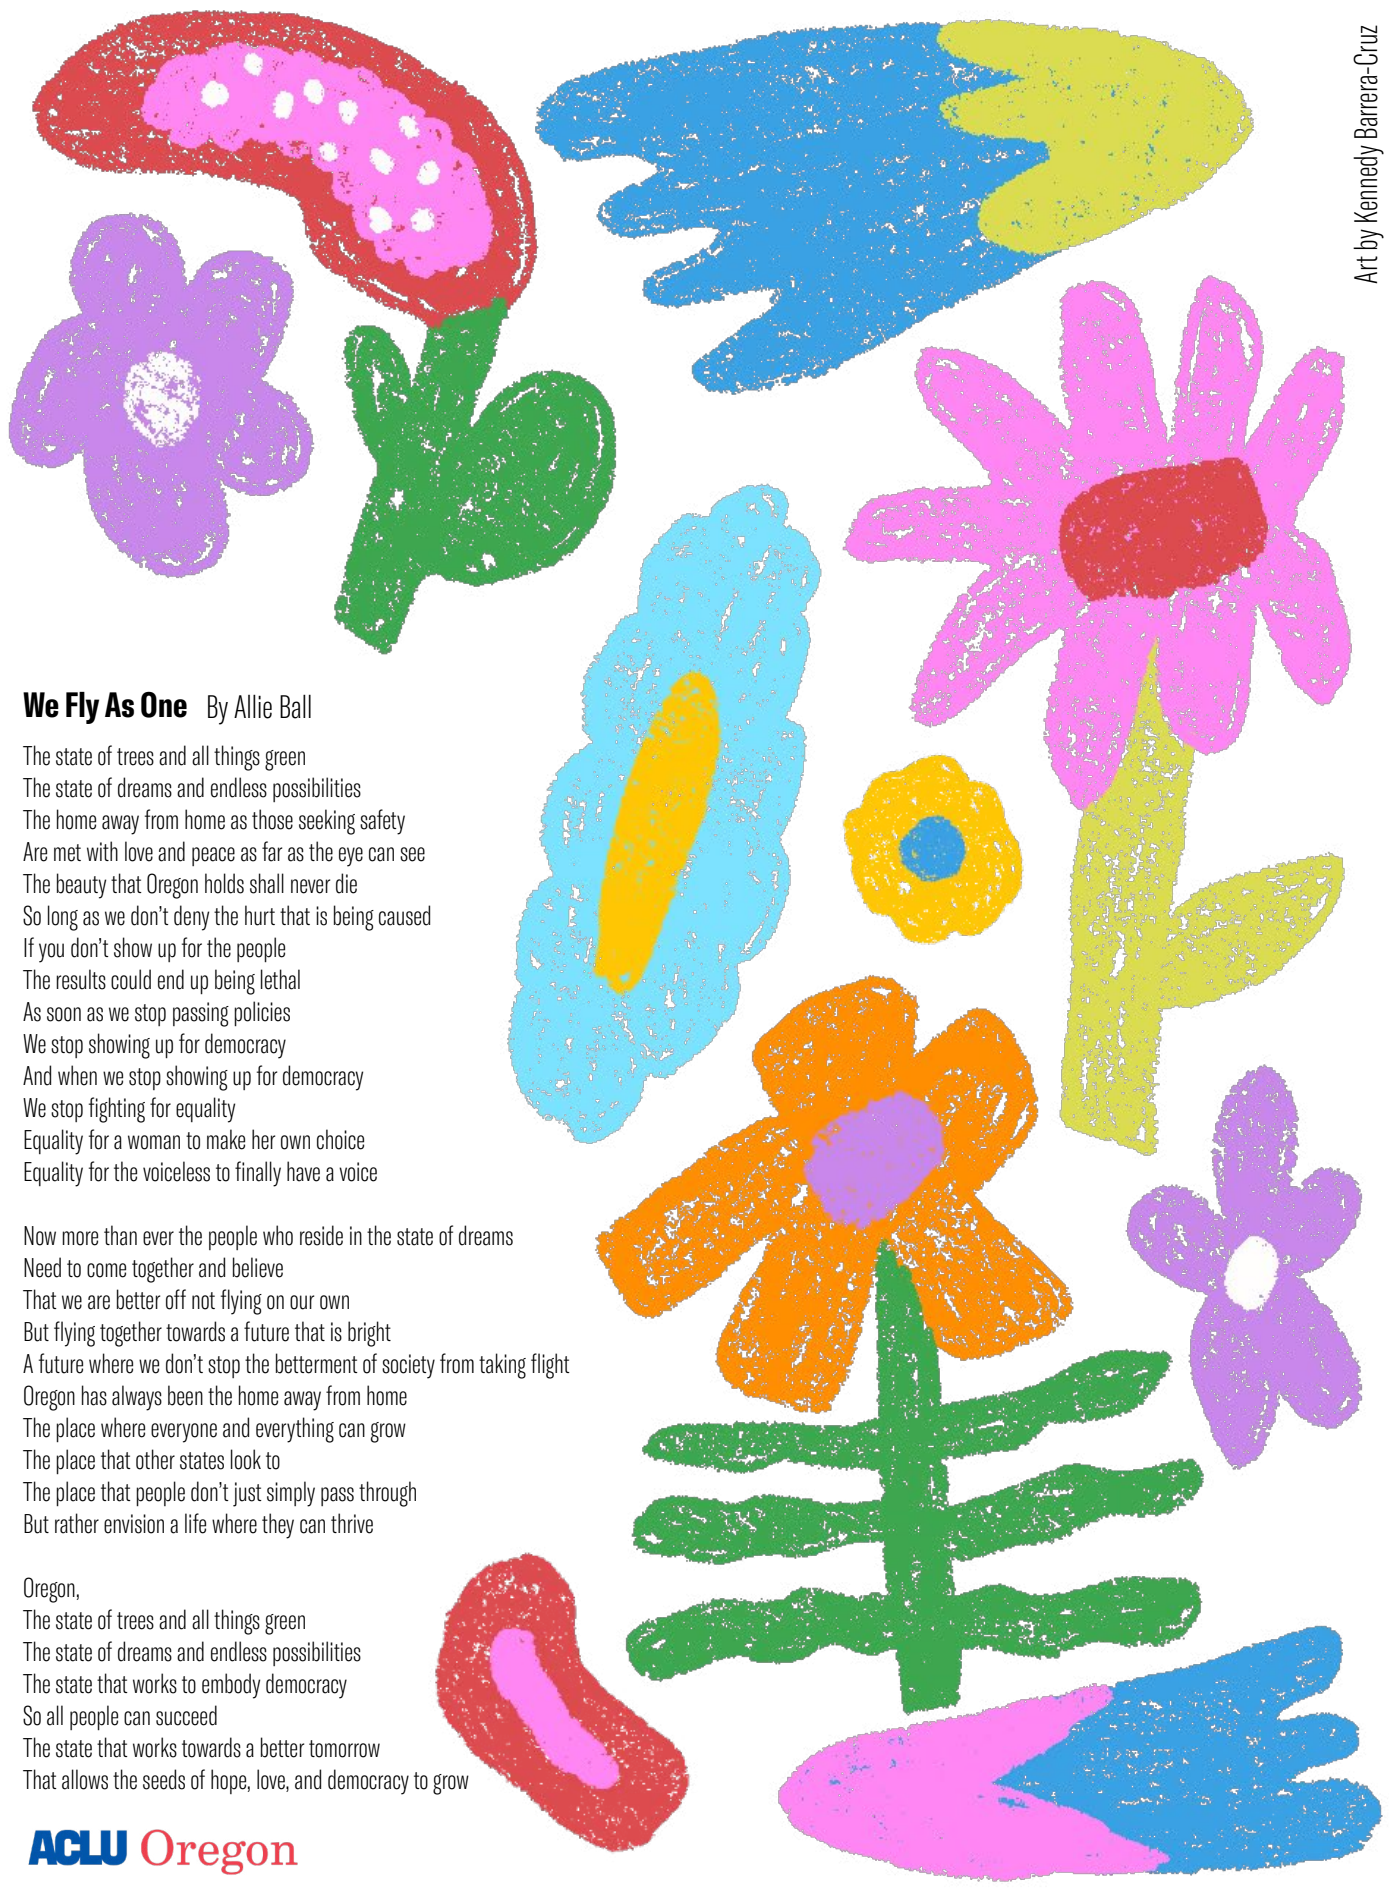 Art by Kennedy Barrera-Cruz
We Fly As One By Allie Ball
The state of trees and all things green
The state of dreams and endless possibilities
The home away from home as those seeking safety
Are met with love and peace as far as the eye can see
The beauty that Oregon holds shall never die
So long as we don't deny the hurt that is being caused
If you don't show up for the people
The results could end up being lethal
As soon as we stop passing policies
We stop showing up for democracy
And when we stop showing up for democracy
We stop fighting for equality
Equality for a woman to make her own choice
Equality for the voiceless to finally have a voice
Now more than ever the people who reside in the state of dreams
Need to come together and believe
That we are better off not flying on our own
But flying together towards a future that is bright
A future where we don't stop the betterment of society from taking flight
Oregon has always been the home away from home
The place where everyone and everything can grow
The place that other states look to
The place that people don't just simply pass through
But rather envision a life where they can thrive
Oregon,
The state of trees and all things green
The state of dreams and endless possibilities
The state that works to embody democracy
So all people can succeed
The state that works towards a better tomorrow
That allows the seeds of hope, love, and democracy to grow
ACLU Oregon